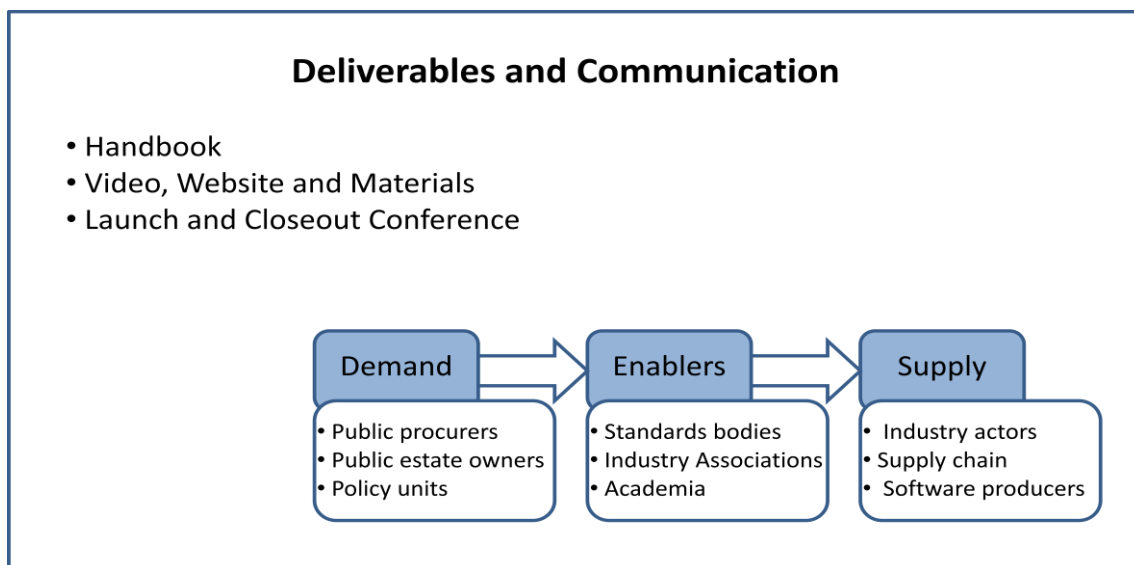 Deliverables and Communication
• Handbook
• Video, Website and Materials
• Launch and Closeout Conference
Demand
• Public procurers
• Public estate owners
• Policy units
Enablers
• Standards bodies
• Industry Associations
• Academia
Supply
• Industry actors
• Supply chain
• Software producers